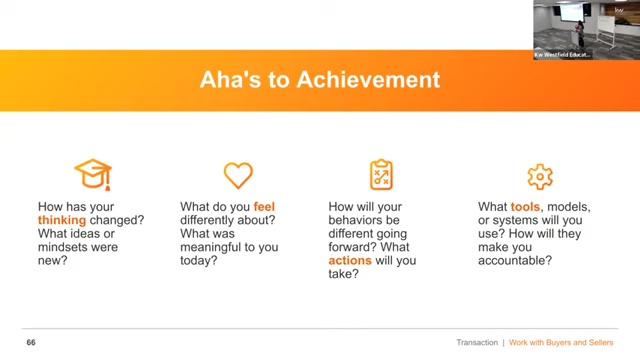 kw
Kw Westfield Educat...
Aha's to Achievement
How has your
thinking changed?
What ideas or
mindsets were
new?
What do you feel
differently about?
What was
meaningful to you
today?
How will your
behaviors be
different going
forward? What
actions will you
take?
What tools, models,
or systems will you
use? How will they
make you
accountable?
66
Transaction | Work with Buyers and Sellers